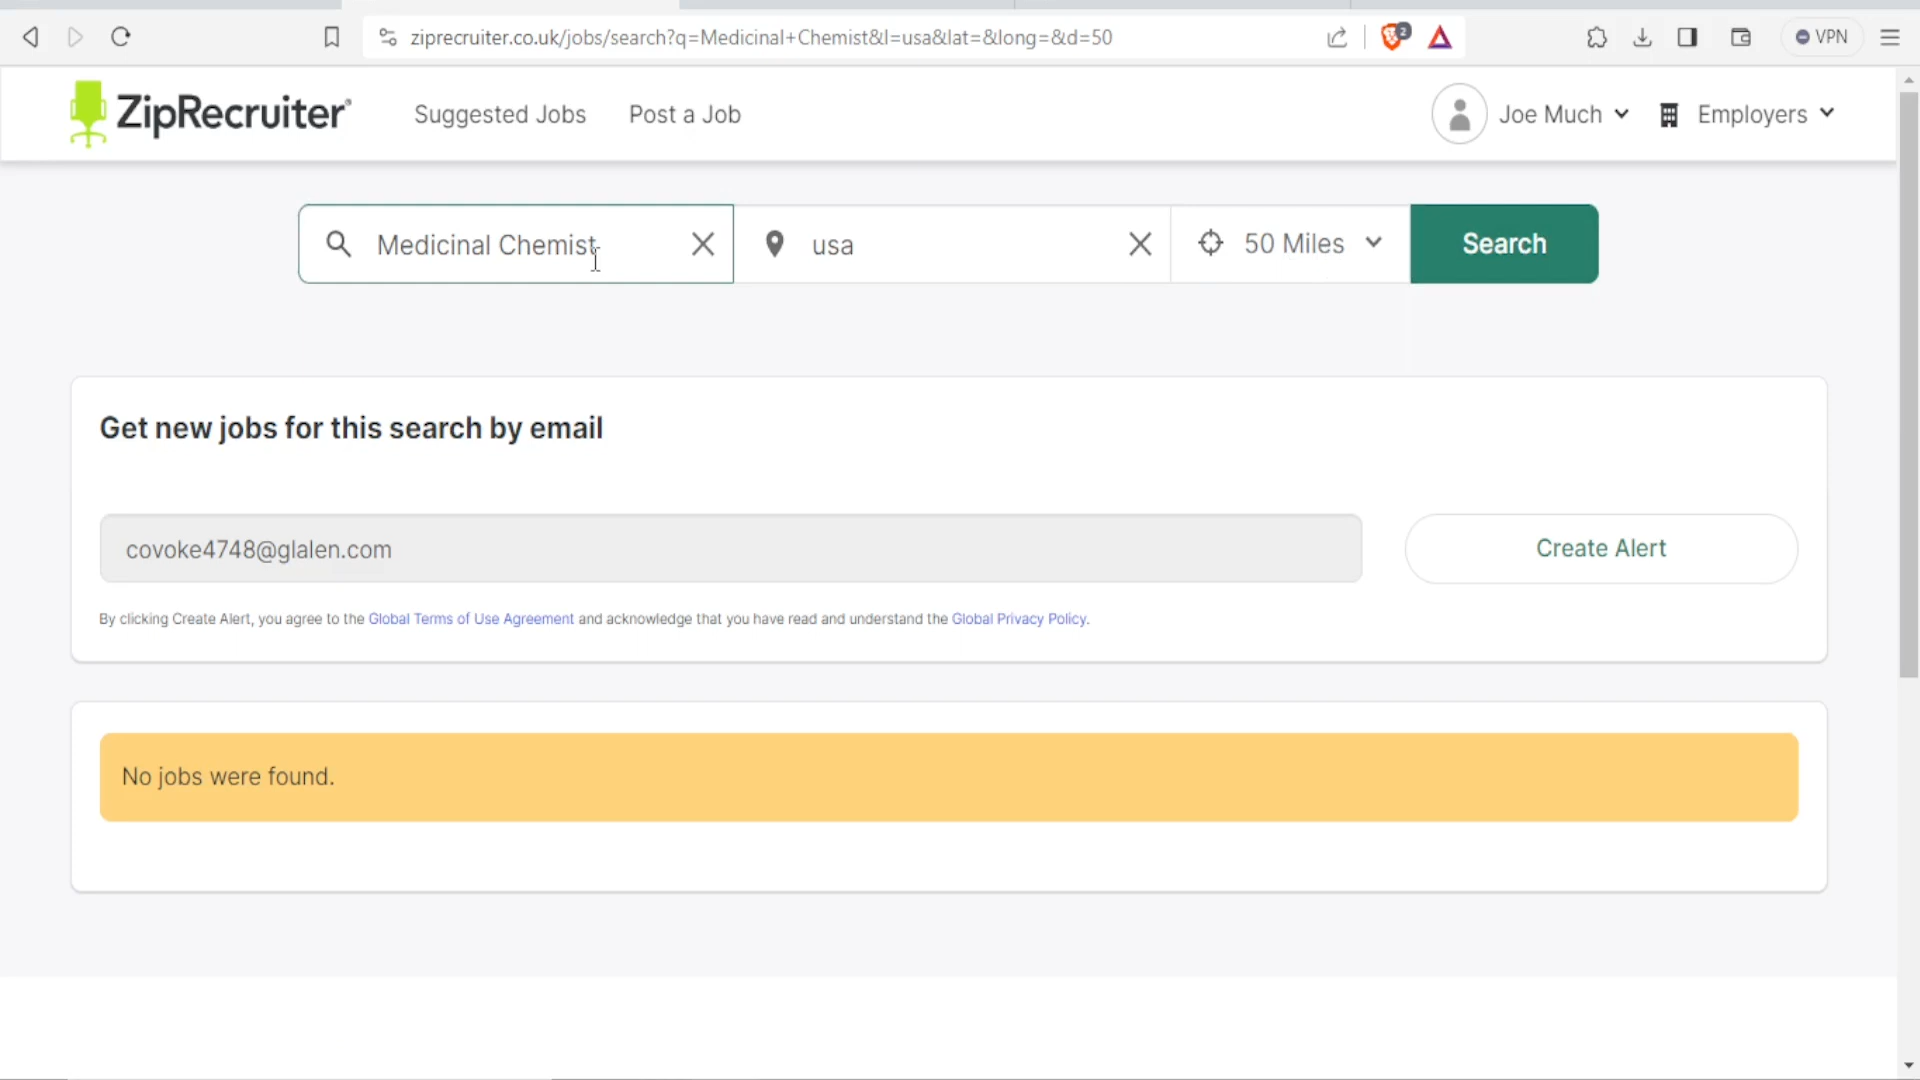 ziprecruiter.co.uk/jobs/search?q=Medicinal+Chemist&l=usa&lat=&long=&d=50
2
VPN
ZipRecruiter®
Suggested Jobs
Post a Job
Joe Much
Employers
Medicinal Chemist
usa
50 Miles
Search
Get new jobs for this search by email
covoke4748@glalen.com
Create Alert
By clicking Create Alert, you agree to the Global Terms of Use Agreement and acknowledge that you have read and understand the Global Privacy Policy.
No jobs were found.